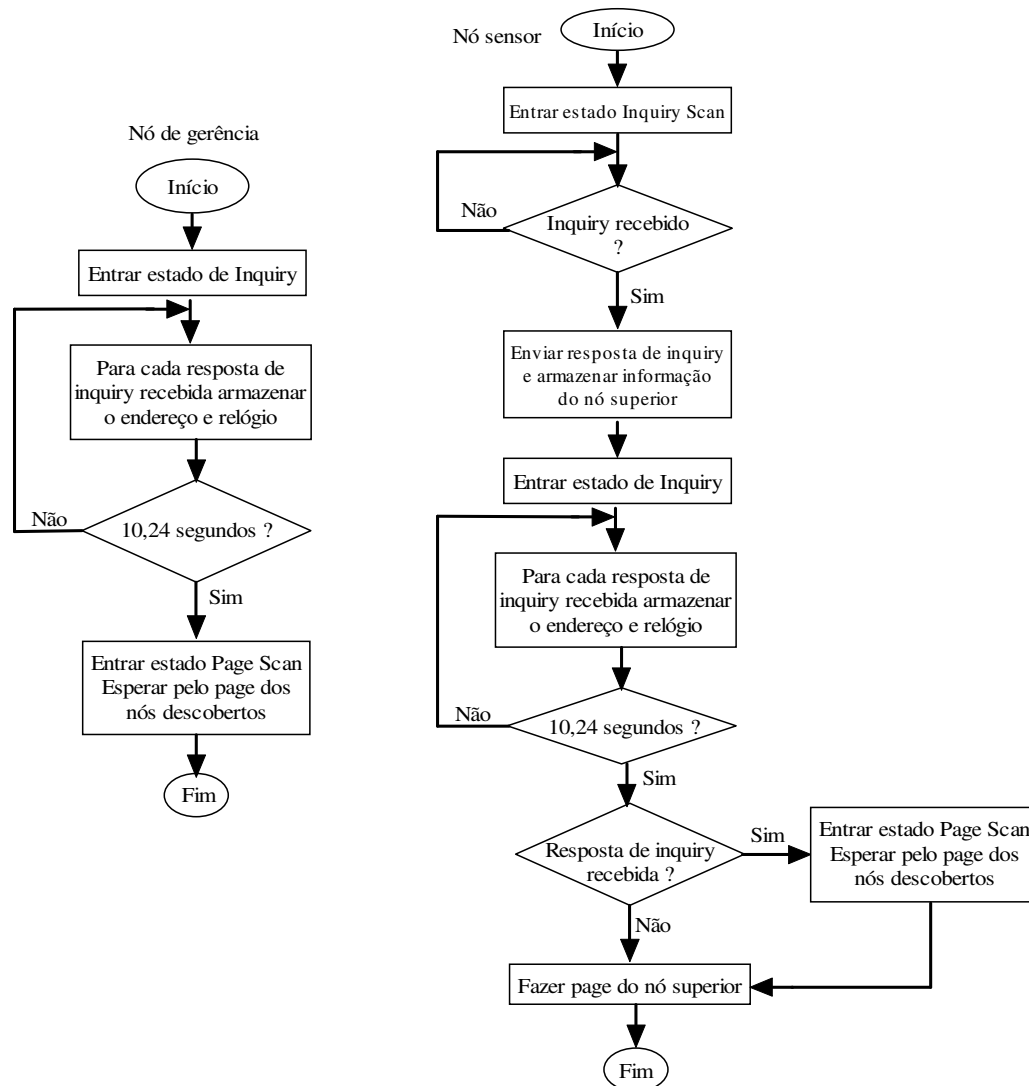 Nó de gerência
Início
Entrar estado de Inquiry
Para cada resposta de
inquiry recebida armazenar
o endereço e relógio
Não
10,24 segundos ?
Sim
Entrar estado Page Scan
Esperar pelo page dos
nós descobertos
Fim
Nó sensor
Início
Entrar estado Inquiry Scan
Não
Inquiry recebido
?
Sim
Enviar resposta de inquiry
e armazenar informação
do nó superior
Entrar estado de Inquiry
Para cada resposta de
inquiry recebida armazenar
o endereço e relógio
Não
10,24 segundos ?
Sim
Resposta de inquiry
recebida ?
Sim
Entrar estado Page Scan
Esperar pelo page dos
nós descobertos
Não
Fazer page do nó superior
Fim